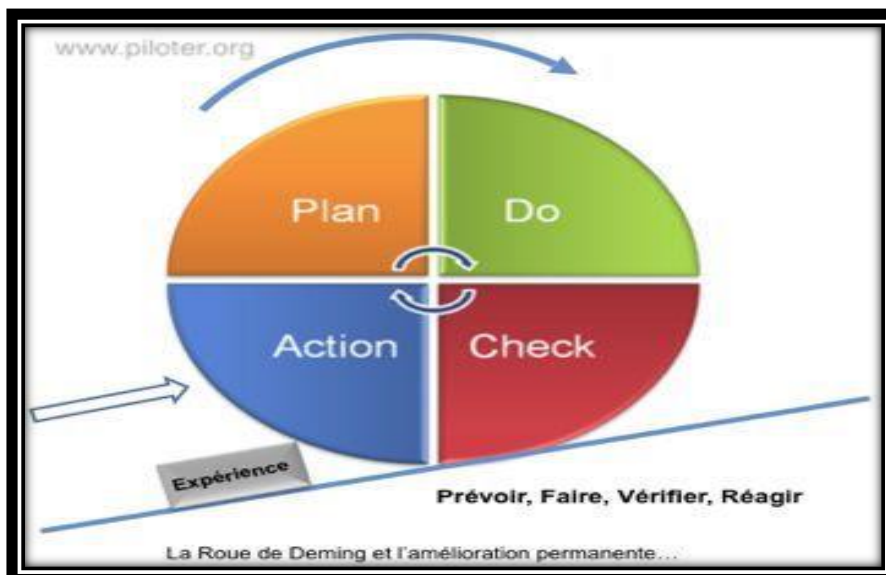 www.piloter.org
Plan
Do
Action
Check
Expérience
Prévoir, Faire, Vérifier, Réagir
La Roue de Deming et l'amélioration permanente...